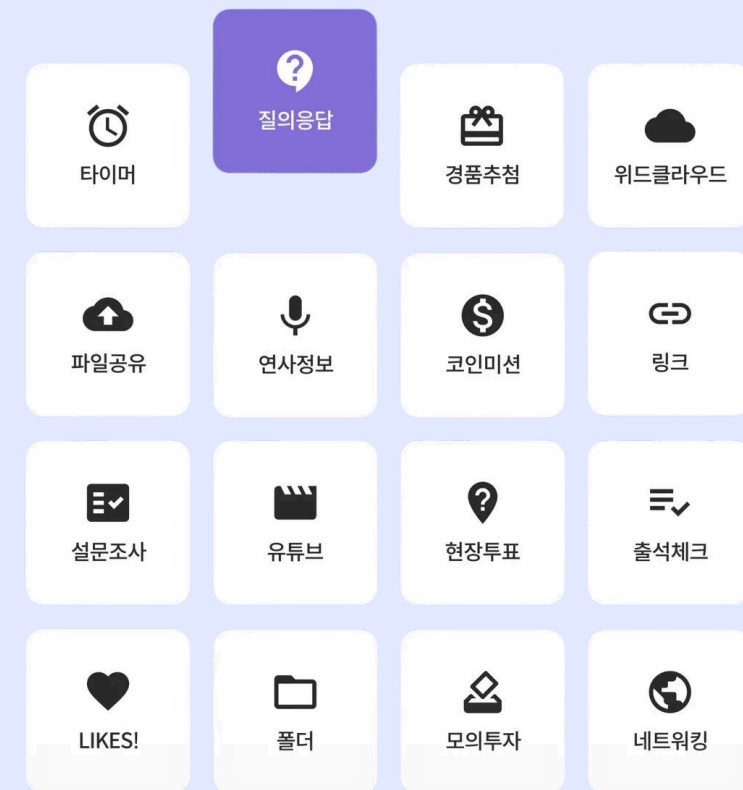 타이머
질의응답
경품추첨
위드클라우드
파일공유
연사정보
코인미션
링크
설문조사
유튜브
현장투표
출석체크
LIKES!
폴더
모의투자
네트워킹